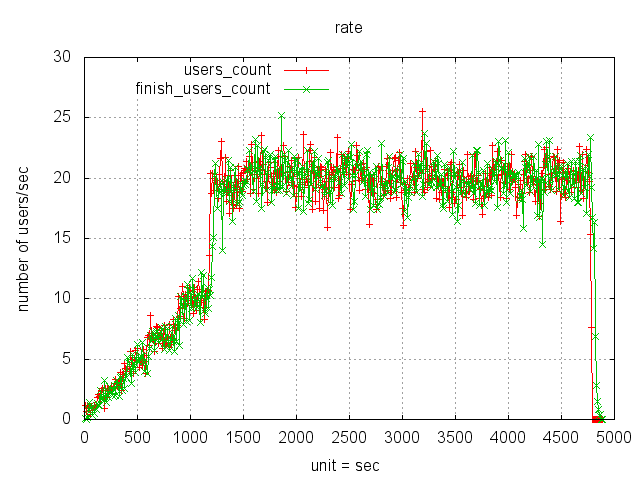 rate
30
25
20
15
10
5
0
users_count
finish_users_count
number of users/sec
0 500 1000 1500 2000 2500 3000 3500 4000 4500 5000
unit = sec